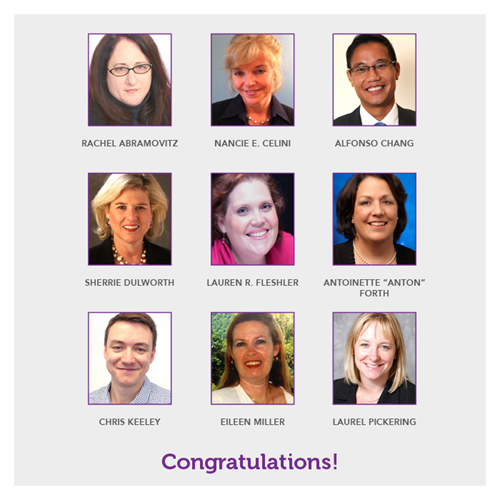 RACHEL ABRAMOVITZ
NANCIE E. CELINI
ALFONSO CHANG
SHERRIE DULWORTH
LAUREN R. FLESHLER
ANTOINETTE “ANTON”
FORTH
CHRIS KEELEY
EILEEN MILLER
LAUREL PICKERING
Congratulations!